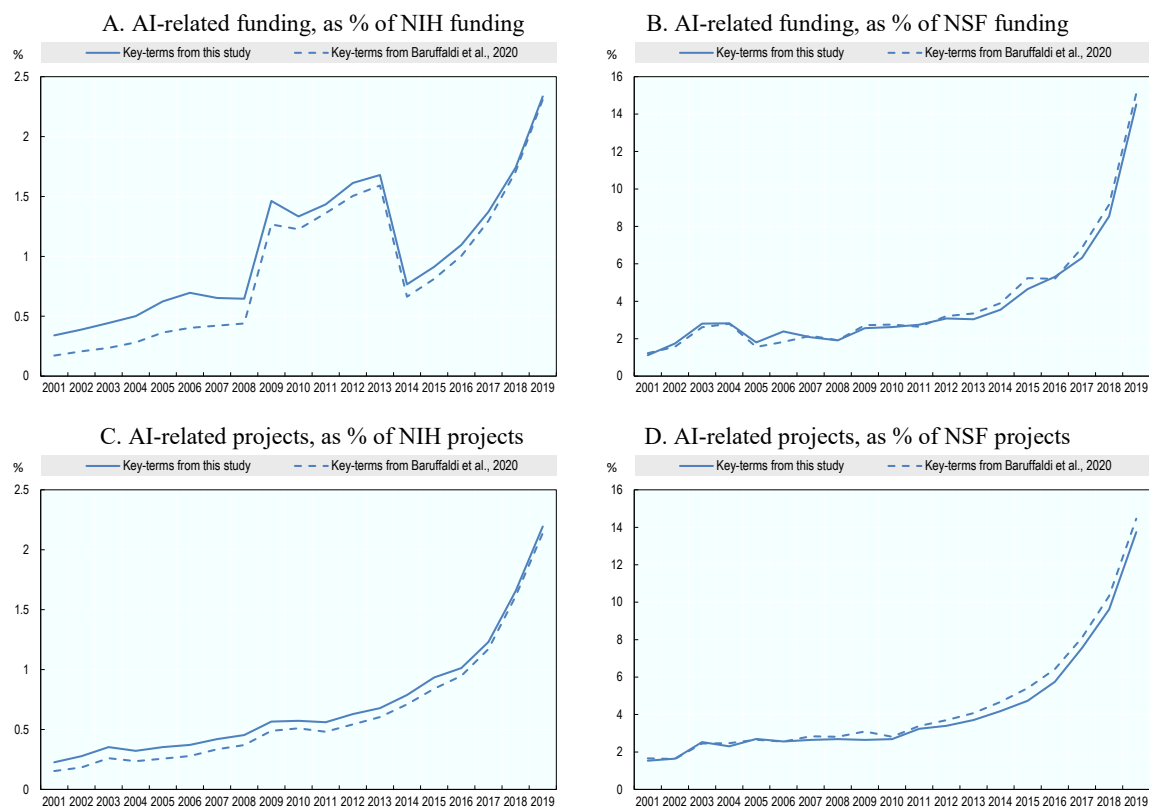 A. AI-related funding, as % of NIH funding
% Key-terms from this study Key-terms from Baruffaldi et al., 2020
2.5
2
1.5
1
0.5
0
2001 2002 2003 2004 2005 2006 2007 2008 2009 2010 2011 2012 2013 2014 2015 2016 2017 2018 2019
B. AI-related funding, as % of NSF funding
% Key-terms from this study Key-terms from Baruffaldi et al., 2020
16
14
12
10
8
6
4
2
0
2001 2002 2003 2004 2005 2006 2007 2008 2009 2010 2011 2012 2013 2014 2015 2016 2017 2018 2019
C. AI-related projects, as % of NIH projects
% Key-terms from this study Key-terms from Baruffaldi et al., 2020
2.5
2
1.5
1
0.5
0
2001 2002 2003 2004 2005 2006 2007 2008 2009 2010 2011 2012 2013 2014 2015 2016 2017 2018 2019
D. AI-related projects, as % of NSF projects
% Key-terms from this study Key-terms from Baruffaldi et al., 2020
16
14
12
10
8
6
4
2
0
2001 2002 2003 2004 2005 2006 2007 2008 2009 2010 2011 2012 2013 2014 2015 2016 2017 2018 2019